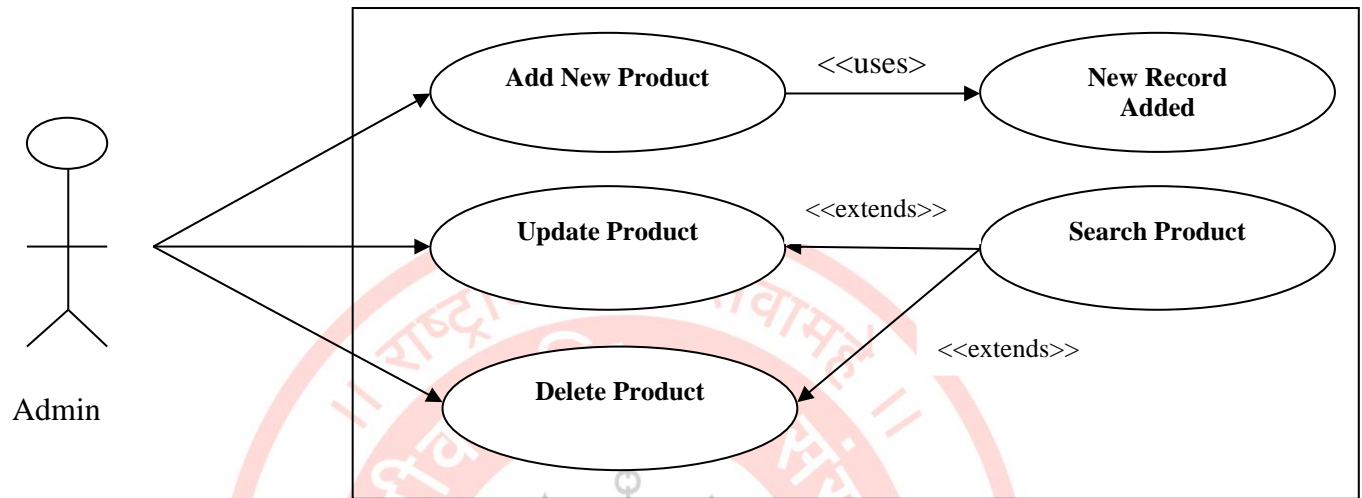 Add New Product
<<uses>
New Record
Added
Update Product
<<extends>>
Search Product
<<extends>>
Delete Product
Admin